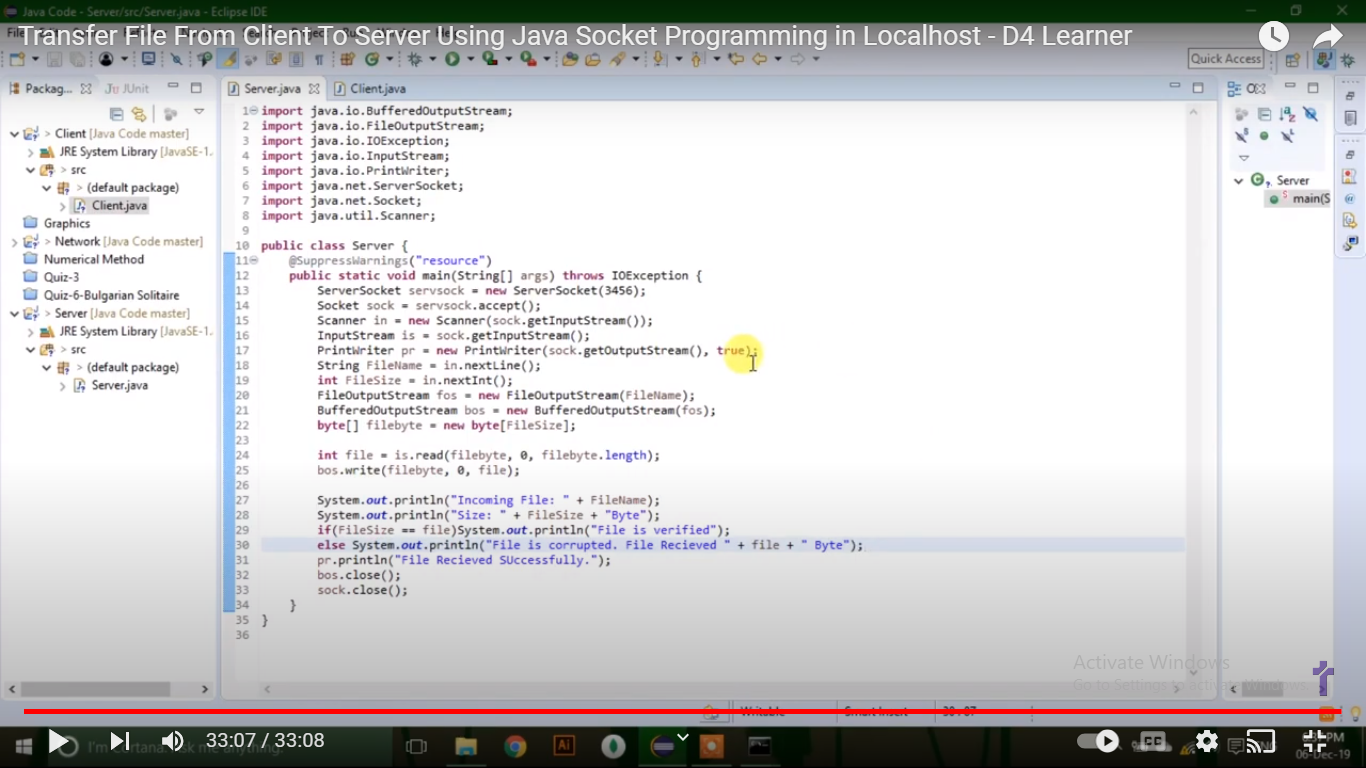 Java Code - Server/src/Server.java - Eclipse IDE
Transfer File From Client To Server Using Java Socket Programming in Localhost - D4 Learner
Quick Access
Packag...
JUnit
Server.java
Client.java
> Client [Java Code master]
JRE System Library [JavaSE-1.
> src
> (default package)
Client.java
Graphics
> Network [Java Code master]
Numerical Method
Quiz-3
Quiz-6-Bulgarian Solitaire
> Server [Java Code master]
JRE System Library [JavaSE-1.
> src
> (default package)
Server.java
1 import java.io.BufferedOutputStream;
2 import java.io.FileOutputStream;
3 import java.io.IOException;
4 import java.io.InputStream;
5 import java.io.PrintWriter;
6 import java.net.ServerSocket;
7 import java.net.Socket;
8 import java.util.Scanner;
9
10 public class Server {
11 @SuppressWarnings("resource")
12 public static void main(String[] args) throws IOException {
13 ServerSocket servsock = new ServerSocket(3456);
14 Socket sock = servsock.accept();
15 Scanner in = new Scanner(sock.getInputStream());
16 InputStream is = sock.getInputStream();
17 PrintWriter pr = new PrintWriter(sock.getOutputStream(), true);
18 String FileName = in.nextLine();
19 int FileSize = in.nextInt();
20 FileOutputStream fos = new FileOutputStream(FileName);
21 BufferedOutputStream bos = new BufferedOutputStream(fos);
22 byte[] filebyte = new byte[FileSize];
23
24 int file = is.read(filebyte, 0, filebyte.length);
25 bos.write(filebyte, 0, file);
26
27 System.out.println("Incoming File: " + FileName);
28 System.out.println("Size: " + FileSize + "Byte");
29 if(FileSize == file)System.out.println("File is verified");
30 else System.out.println("File is corrupted. File Recieved " + file + " Byte");
31 pr.println("File Recieved SUccessfully.");
32 bos.close();
33 sock.close();
34 }
35 }
36
Server
main(S
Activate Windows
Go to Settings to activate Windows.
Writable
Smart Insert
33:07 / 33:08
06-Dec-19